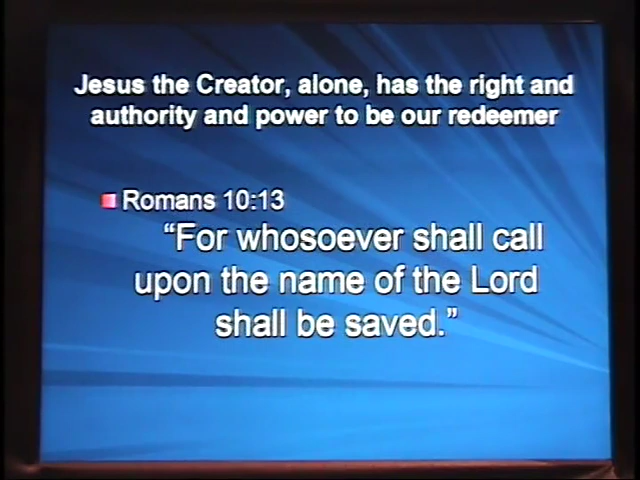 Jesus the Creator, alone, has the right and
authority and power to be our redeemer
Romans 10:13
“For whosoever shall call
upon the name of the Lord
shall be saved.”